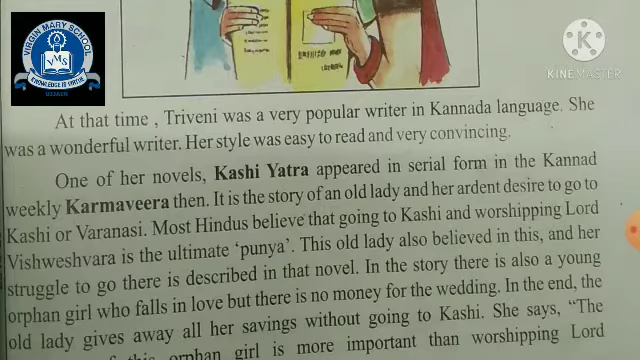 VIRGIN MARY SCHOOL
VMS
KNOWLEDGE IS VIRTUE
KINEMASTER
At that time , Triveni was a very popular writer in Kannada language. She
was a wonderful writer. Her style was easy to read and very convincing.
One of her novels, Kashi Yatra appeared in serial form in the Kannad
weekly Karmaveera then. It is the story of an old lady and her ardent desire to go to
Kashi or Varanasi. Most Hindus believe that going to Kashi and worshipping Lord
Vishweshvara is the ultimate ‘punya’. This old lady also believed in this, and her
struggle to go there is described in that novel. In the story there is also a young
orphan girl who falls in love but there is no money for the wedding. In the end, the
old lady gives away all her savings without going to Kashi. She says, “The
of this orphan girl is more important than worshipping Lord